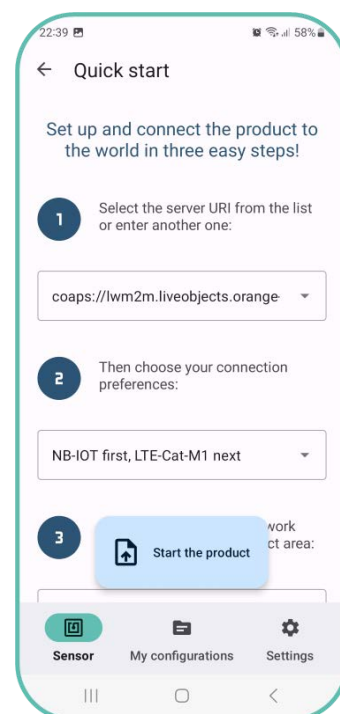 22:39 58%
Quick start
Set up and connect the product to
the world in three easy steps!
1 Select the server URI from the list
or enter another one:
coaps://lwm2m.liveobjects.orange
2 Then choose your connection
preferences:
NB-IOT first, LTE-Cat-M1 next
3 work
ct area:
Start the product
Sensor My configurations Settings